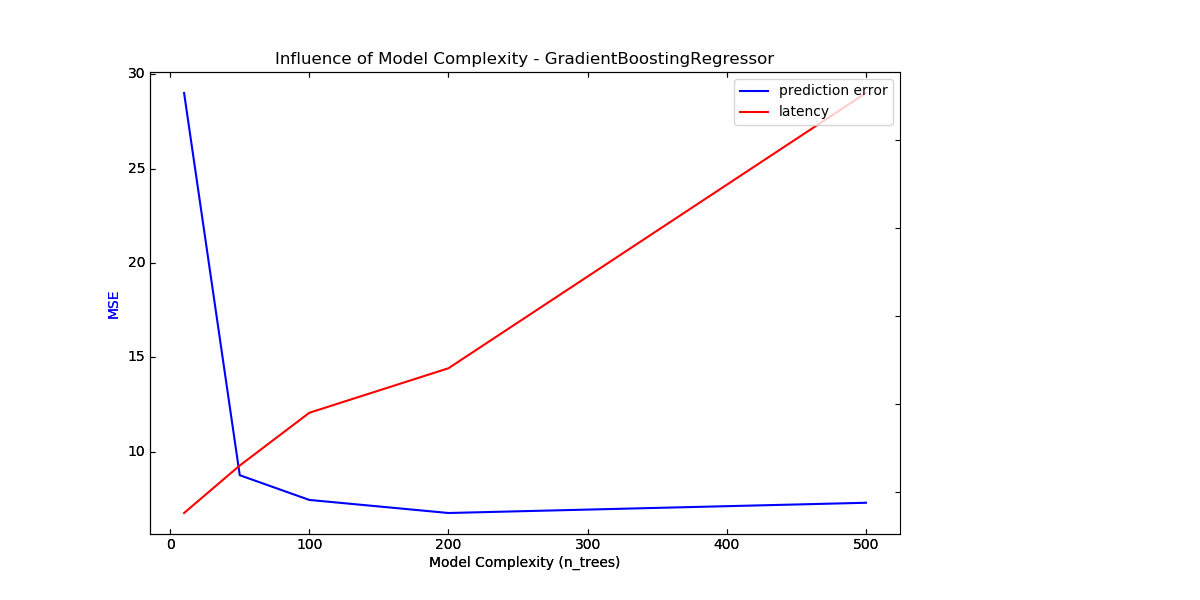 Influence of Model Complexity - GradientBoostingRegressor
prediction error
latency
30
25
20
15
10
MSE
0 100 200 300 400 500
Model Complexity (n_trees)